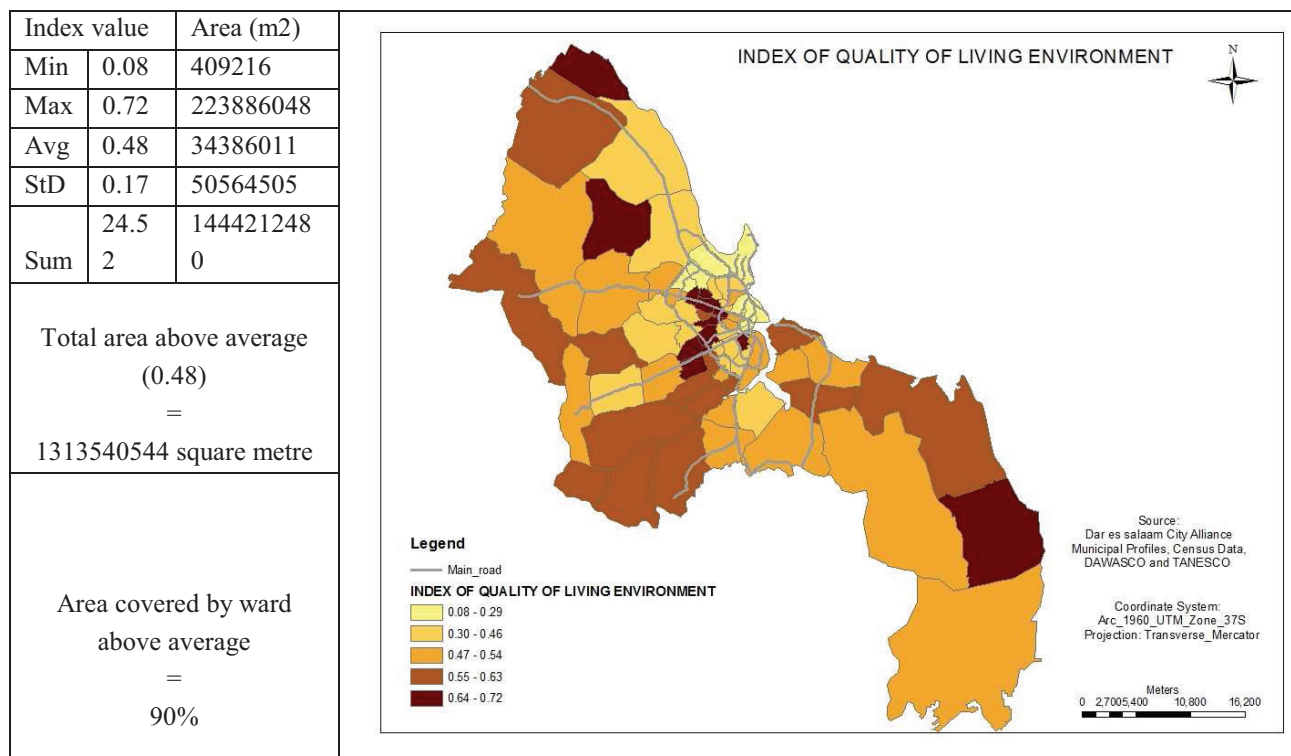 Index value Area (m2)
Min 0.08 409216
Max 0.72 223886048
Avg 0.48 34386011
StD 0.17 50564505
24.5 144421248
Sum 2 0
Total area above average
(0.48)
=
1313540544 square metre
Area covered by ward
above average
=
90%
INDEX OF QUALITY OF LIVING ENVIRONMENT
N
Legend
Main_road
INDEX OF QUALITY OF LIVING ENVIRONMENT
0.08 - 0.29
0.30 - 0.46
0.47 - 0.54
0.55 - 0.63
0.64 - 0.72
Source:
Dar es salaam City Alliance
Municipal Profiles, Census Data,
DAWASCO and TANESCO
Coordinate System:
Arc_1960_UTM_Zone_37S
Projection: Transverse_Mercator
Meters
0 2,7005,400 10,800 16,200